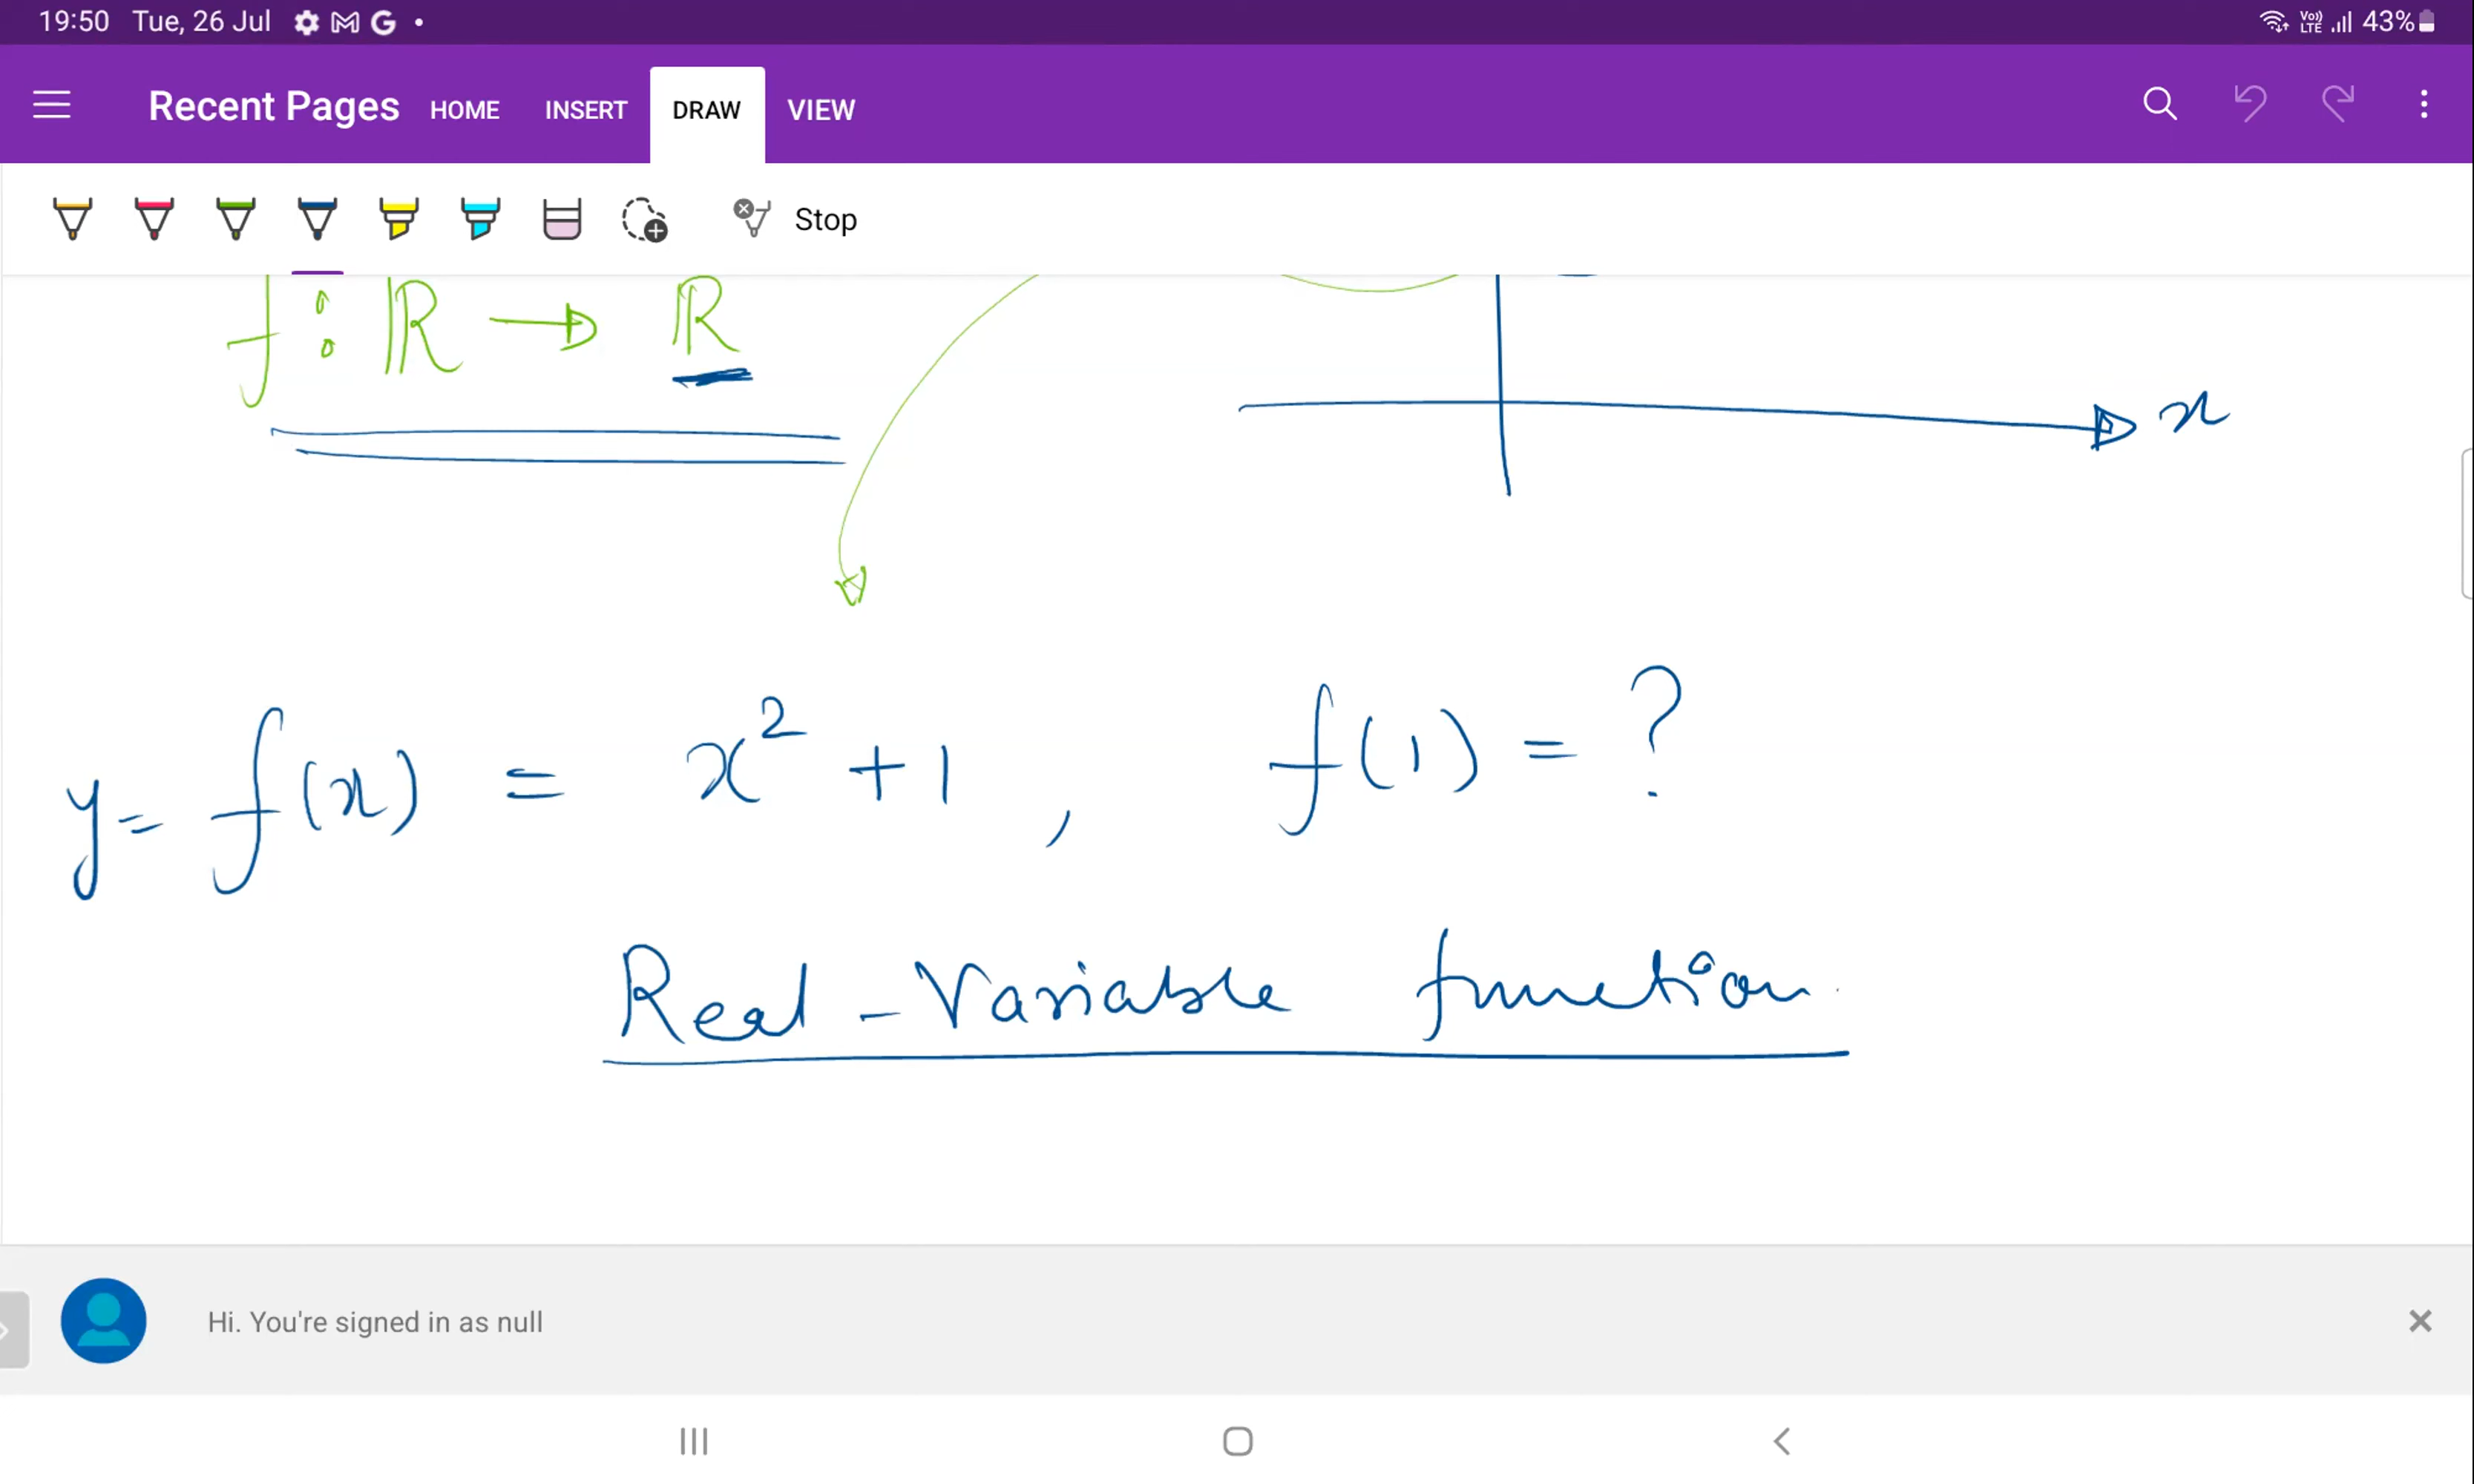 19:50 Tue, 26 Jul 43%
Recent Pages HOME INSERT DRAW VIEW
Stop
f : ℝ → ℝ
x
y = f(x) = x² + 1 , f(1) = ?
Real - Variable function
Hi. You're signed in as null